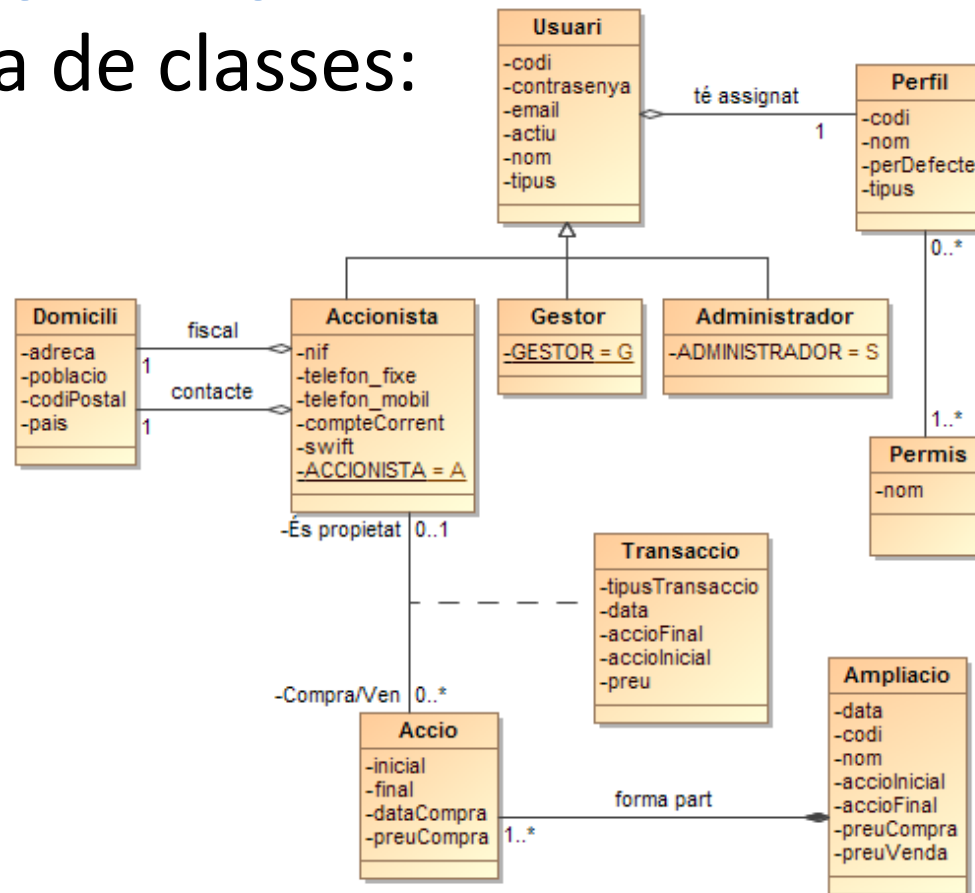 a de classes:
Usuari
-codi
-contrasenya
-email
-actiu
-nom
-tipus
té assignat
1
Perfil
-codi
-nom
-perDefecte
-tipus
0..*
1..*
Permis
-nom
Domicili
-adreca
-poblacio
-codiPostal
-pais
fiscal
1
contacte
1
Accionista
-nif
-telefon_fixe
-telefon_mobil
-compteCorrent
-swift
-ACCIONISTA = A
Gestor
-GESTOR = G
Administrador
-ADMINISTRADOR = S
-És propietat 0..1
Transaccio
-tipusTransaccio
-data
-accioFinal
-accioInicial
-preu
-Compra/Ven 0..*
Accio
-inicial
-final
-dataCompra
-preuCompra
forma part
1..*
Ampliacio
-data
-codi
-nom
-accioInicial
-accioFinal
-preuCompra
-preuVenda